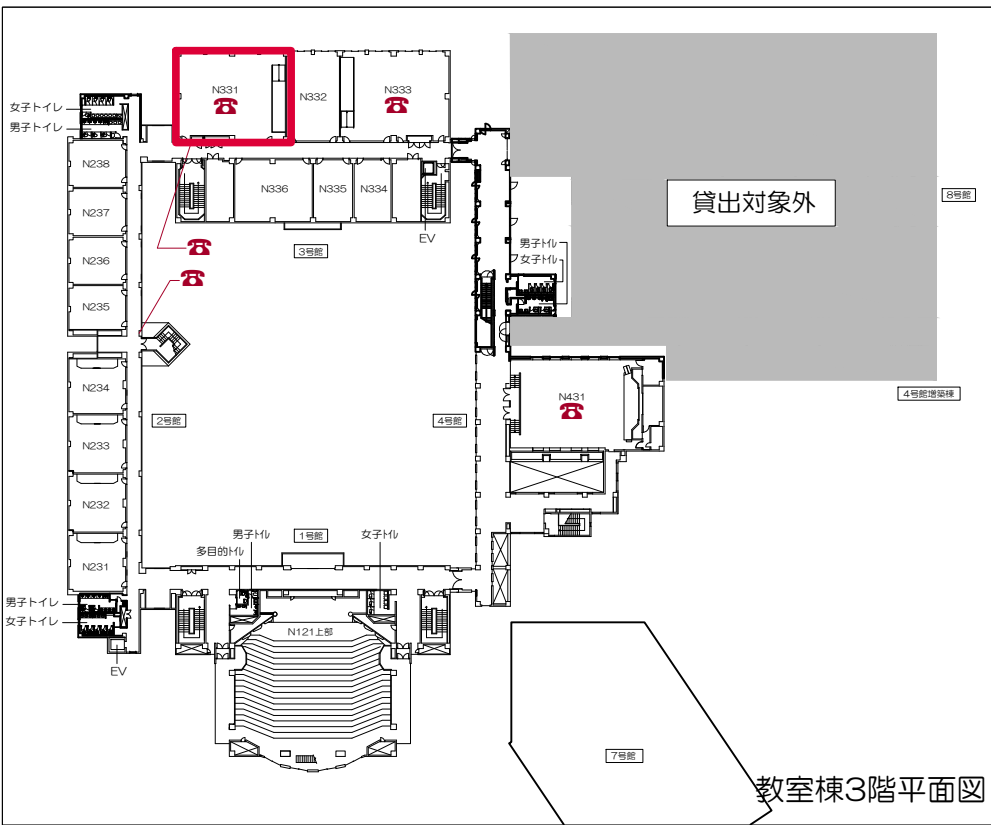 N331
N332
N333
女子トイレ
男子トイレ
N238
N237
N236
N235
N234
N233
N232
N231
N336
N335
N334
EV
3号館
貸出対象外
8号館
男子ﾄｲﾚ
女子ﾄｲﾚ
2号館
4号館
N431
4号館増築棟
1号館
男子ﾄｲﾚ
多目的ﾄｲﾚ
女子ﾄｲﾚ
男子トイレ
女子トイレ
EV
N121上部
7号館
教室棟3階平面図